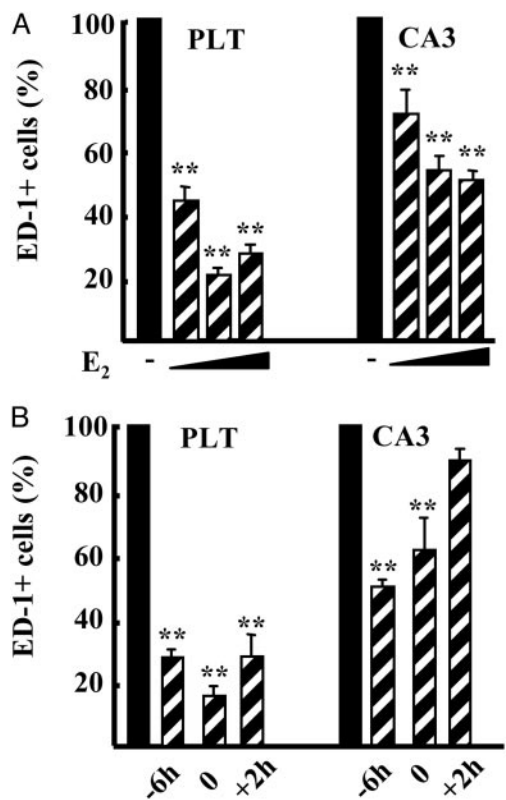 A
100
PLT
CA3
80
60
40
20
ED-1+ cells (%)
** ** ** ** ** **
E2 - -
B
100
PLT
CA3
80
60
40
20
ED-1+ cells (%)
** ** ** ** **
-6h 0 +2h -6h 0 +2h